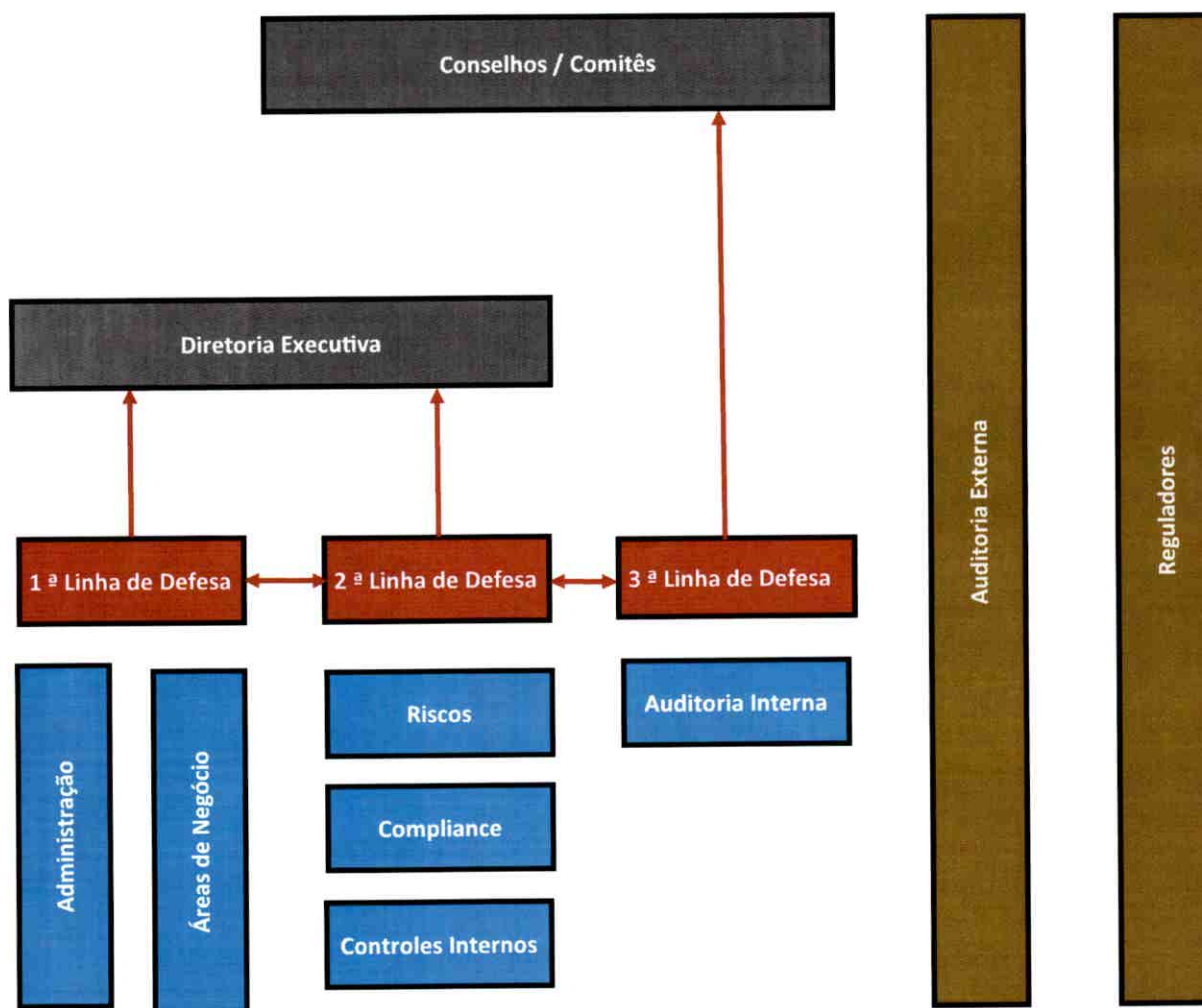 Conselhos / Comitês
Diretoria Executiva
1 ª Linha de Defesa
2 ª Linha de Defesa
3 ª Linha de Defesa
Administração
Áreas de Negócio
Riscos
Compliance
Controles Internos
Auditoria Interna
Auditoria Externa
Reguladores